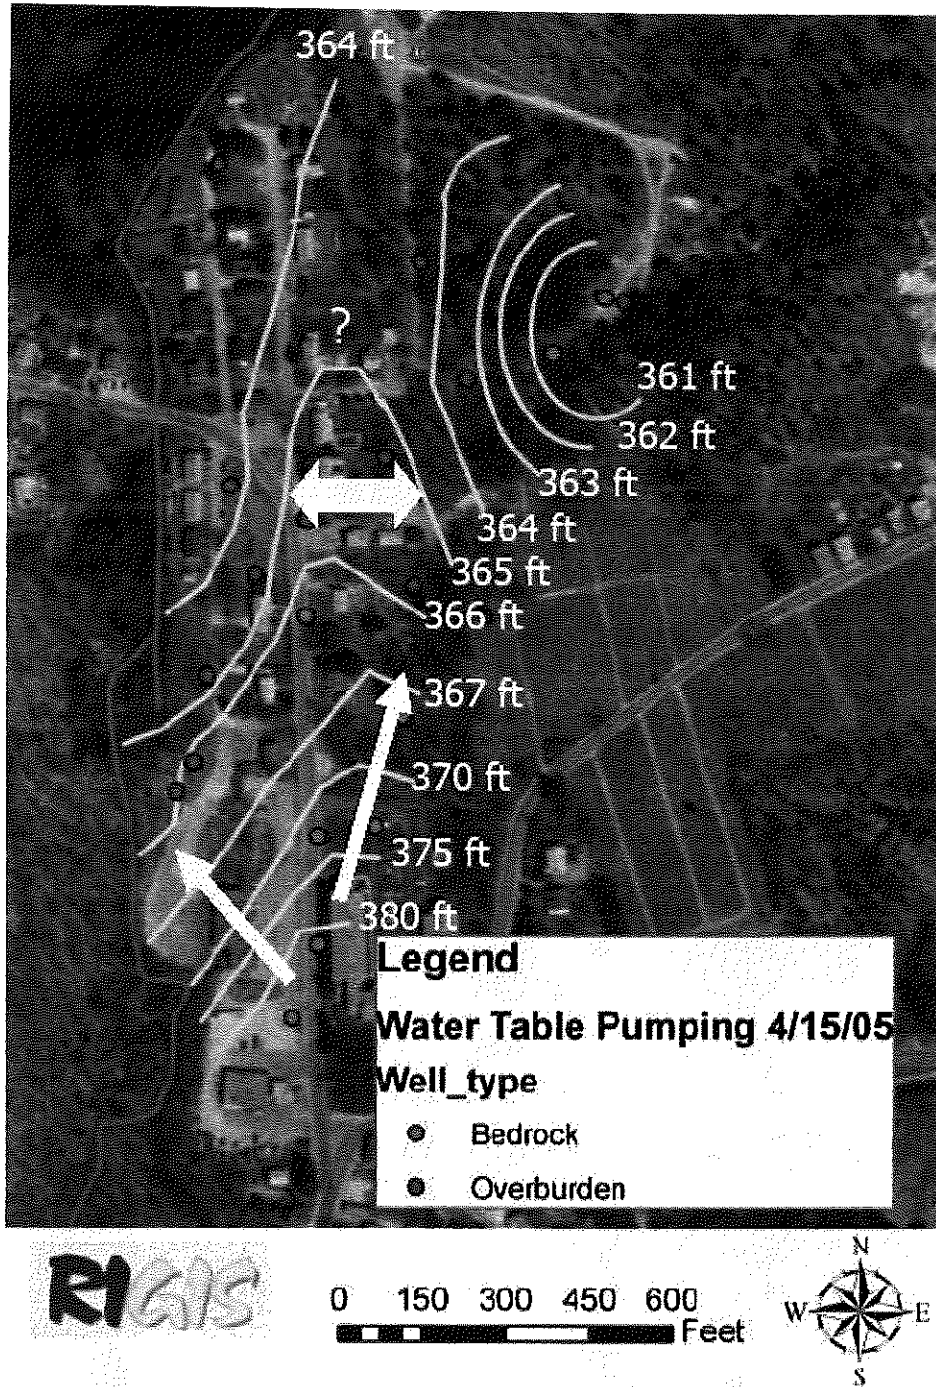 364 ft
?
361 ft
362 ft
363 ft
364 ft
365 ft
366 ft
367 ft
370 ft
375 ft
380 ft
Legend
Water Table Pumping 4/15/05
Well_type
Bedrock
Overburden
RIGIS
0 150 300 450 600
Feet
N
W E
S